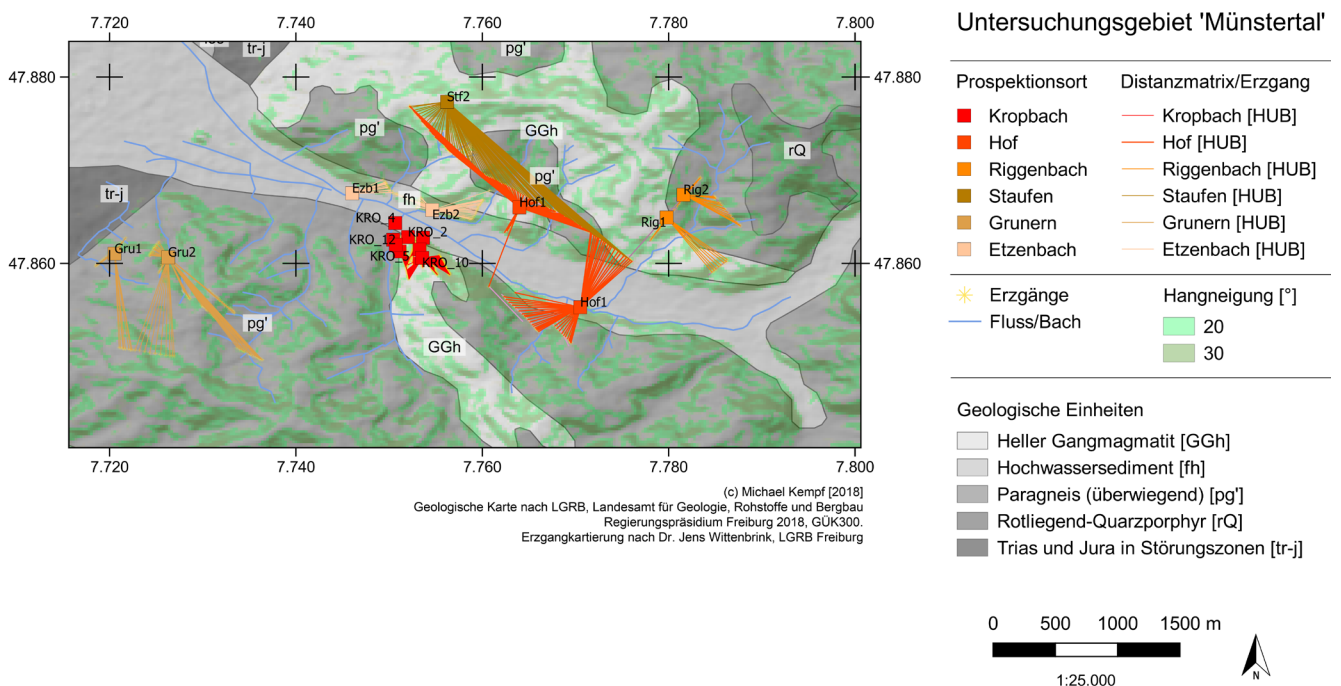 7.720 7.740 7.760 7.780 7.800
47.880 47.880
47.860 47.860
tr-j
pg'
Stf2
pg'
GGh
rQ
pg'
tr-j
Ezb1
fh
Ezb2
Hof1
Rig2
Rig1
KRO_4
KRO_2
KRO_12
KRO_5
KRO_10
Gru1
Gru2
Hof1
pg'
GGh
7.720 7.740 7.760 7.780 7.800
(c) Michael Kempf [2018]
Geologische Karte nach LGRB, Landesamt für Geologie, Rohstoffe und Bergbau
Regierungspräsidium Freiburg 2018, GÜK300.
Erzgangkartierung nach Dr. Jens Wittenbrink, LGRB Freiburg
Untersuchungsgebiet 'Münstertal'
Prospektionsort Distanzmatrix/Erzgang
Kropbach Kropbach [HUB]
Hof Hof [HUB]
Riggenbach Riggenbach [HUB]
Staufen Staufen [HUB]
Grunern Grunern [HUB]
Etzenbach Etzenbach [HUB]
Erzgänge Hangneigung [°]
Fluss/Bach 20
30
Geologische Einheiten
Heller Gangmagmatit [GGh]
Hochwassersediment [fh]
Paragneis (überwiegend) [pg']
Rotliegend-Quarzporphyr [rQ]
Trias und Jura in Störungszonen [tr-j]
0 500 1000 1500 m
1:25.000
N